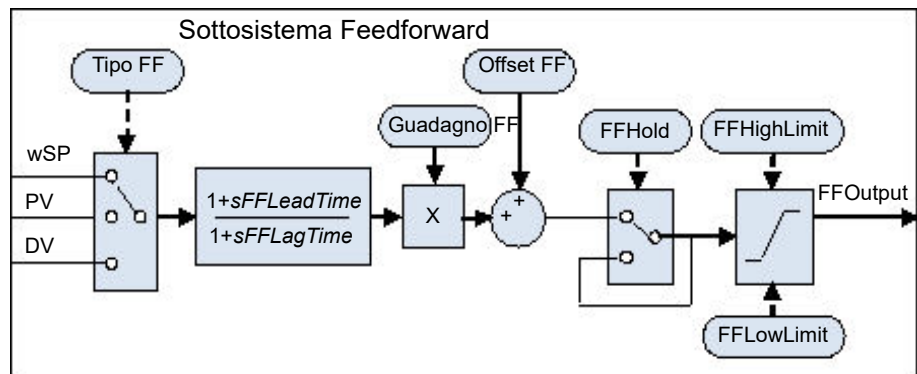 Sottosistema Feedforward
Tipo FF
Offset FF
Guadagno FF
FFHold
FFHighLimit
wSP
PV
DV
1+sFFLeadTime
1+sFFLagTime
X
+
+
FFOutput
FFLowLimit